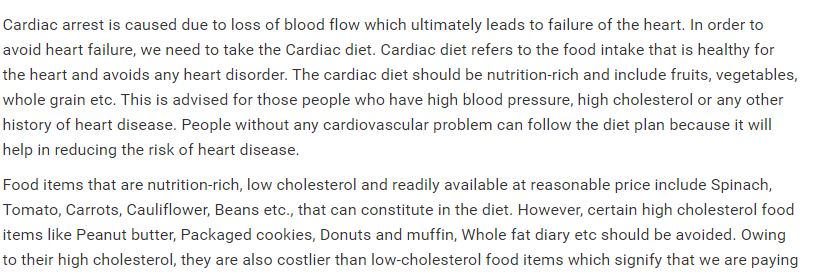 Cardiac arrest is caused due to loss of blood flow which ultimately leads to failure of the heart. In order to
avoid heart failure, we need to take the Cardiac diet. Cardiac diet refers to the food intake that is healthy for
the heart and avoids any heart disorder. The cardiac diet should be nutrition-rich and include fruits, vegetables,
whole grain etc. This is advised for those people who have high blood pressure, high cholesterol or any other
history of heart disease. People without any cardiovascular problem can follow the diet plan because it will
help in reducing the risk of heart disease.
Food items that are nutrition-rich, low cholesterol and readily available at reasonable price include Spinach,
Tomato, Carrots, Cauliflower, Beans etc., that can constitute in the diet. However, certain high cholesterol food
items like Peanut butter, Packaged cookies, Donuts and muffin, Whole fat diary etc should be avoided. Owing
to their high cholesterol, they are also costlier than low-cholesterol food items which signify that we are paying